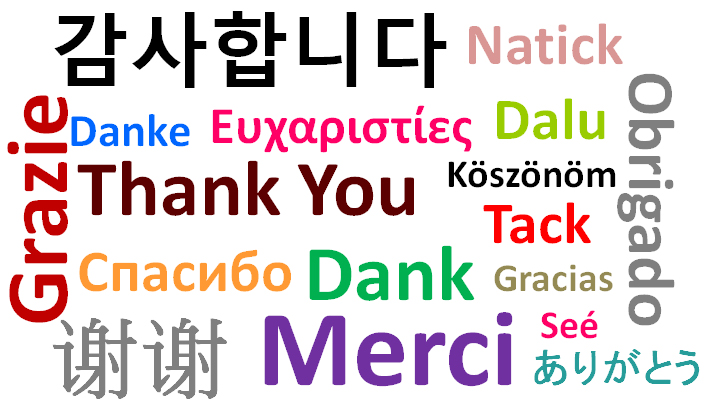 감사합니다
Natick
Grazie
Danke
Ευχαριστίες
Dalu
Obrigado
Thank You
Köszönöm
Tack
Спасибо
Dank
Gracias
谢谢
Merci
Seé
ありがとう